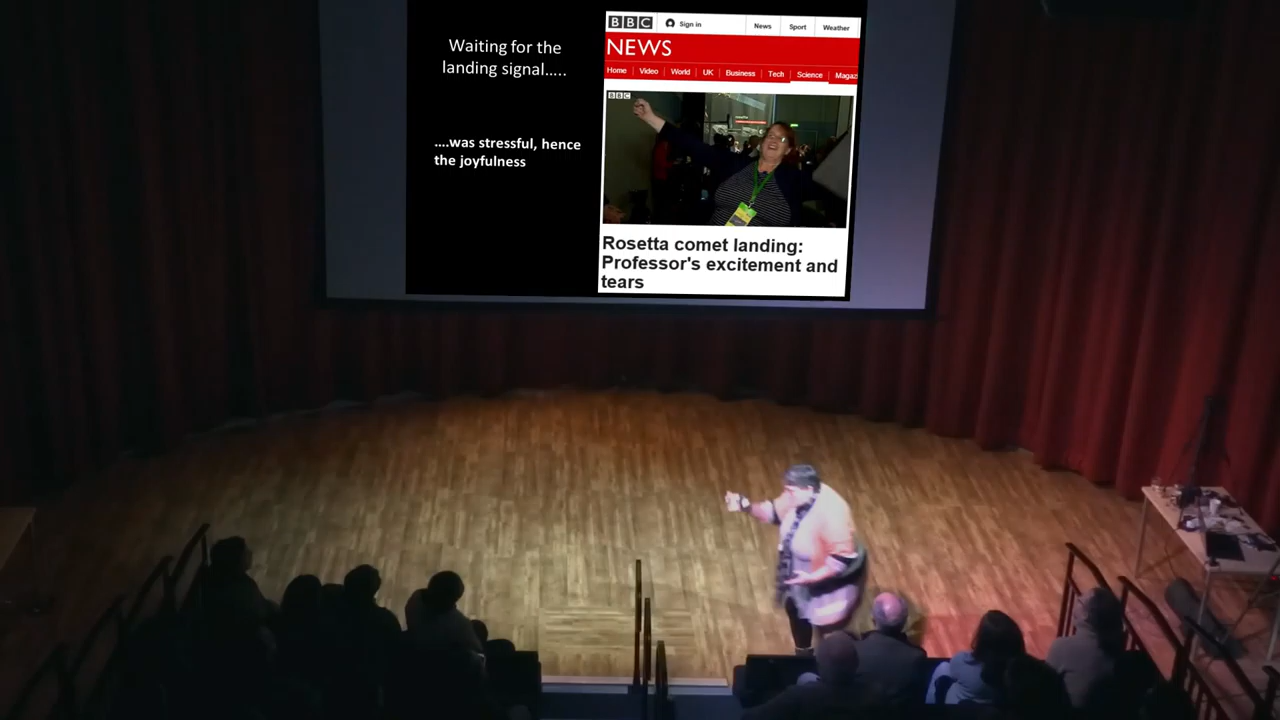 Waiting for the
landing signal.....
....was stressful, hence
the joyfulness
BBC Sign in News Sport Weather
NEWS
Home Video World UK Business Tech Science Magaz
BBC
Rosetta comet landing:
Professor's excitement and
tears